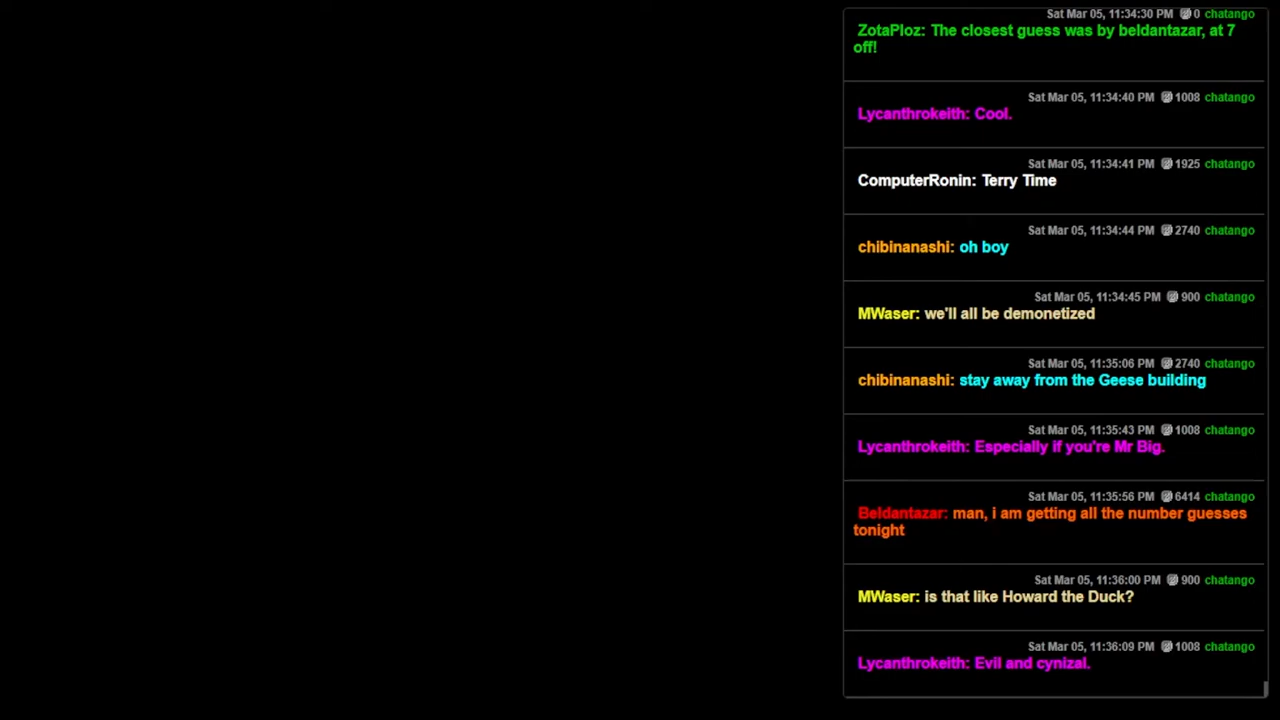 Sat Mar 05, 11:34:30 PM 0 chatango
ZotaPloz: The closest guess was by beldantazar, at 7
off!
Sat Mar 05, 11:34:40 PM 1008 chatango
Lycanthrokeith: Cool.
Sat Mar 05, 11:34:41 PM 1925 chatango
ComputerRonin: Terry Time
Sat Mar 05, 11:34:44 PM 2740 chatango
chibinanashi: oh boy
Sat Mar 05, 11:34:45 PM 900 chatango
MWaser: we'll all be demonetized
Sat Mar 05, 11:35:06 PM 2740 chatango
chibinanashi: stay away from the Geese building
Sat Mar 05, 11:35:43 PM 1008 chatango
Lycanthrokeith: Especially if you're Mr Big.
Sat Mar 05, 11:35:56 PM 6414 chatango
Beldantazar: man, i am getting all the number guesses
tonight
Sat Mar 05, 11:36:00 PM 900 chatango
MWaser: is that like Howard the Duck?
Sat Mar 05, 11:36:09 PM 1008 chatango
Lycanthrokeith: Evil and cynizal.